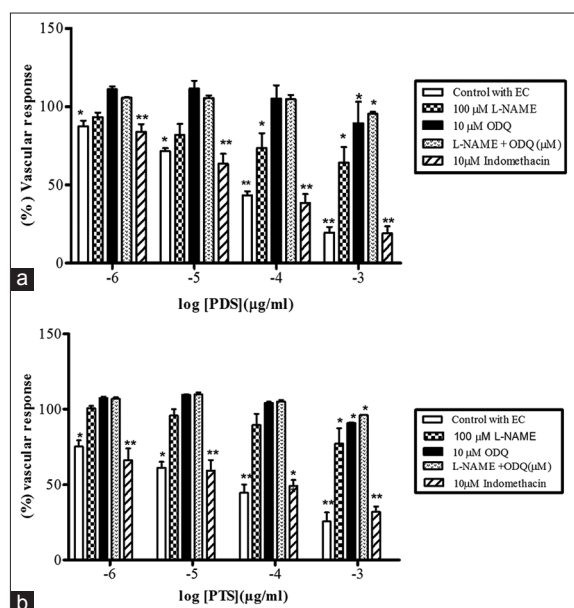 150
100
50
0
(%) Vascular response
* ** * ** ** * ** ** * * * **
-6 -5 -4 -3
log [PDS](µg/ml)
Control with EC
100 µM L-NAME
10 µM ODQ
L-NAME + ODQ (µM)
10µM Indomethacin
a
150
100
50
0
(%) vascular response
* ** * ** ** * ** * * * **
-6 -5 -4 -3
log [PTS](µg/ml)
Control with EC
100 µM L-NAME
10 µM ODQ
L-NAME +ODQ(µM)
10µM Indomethacin
b